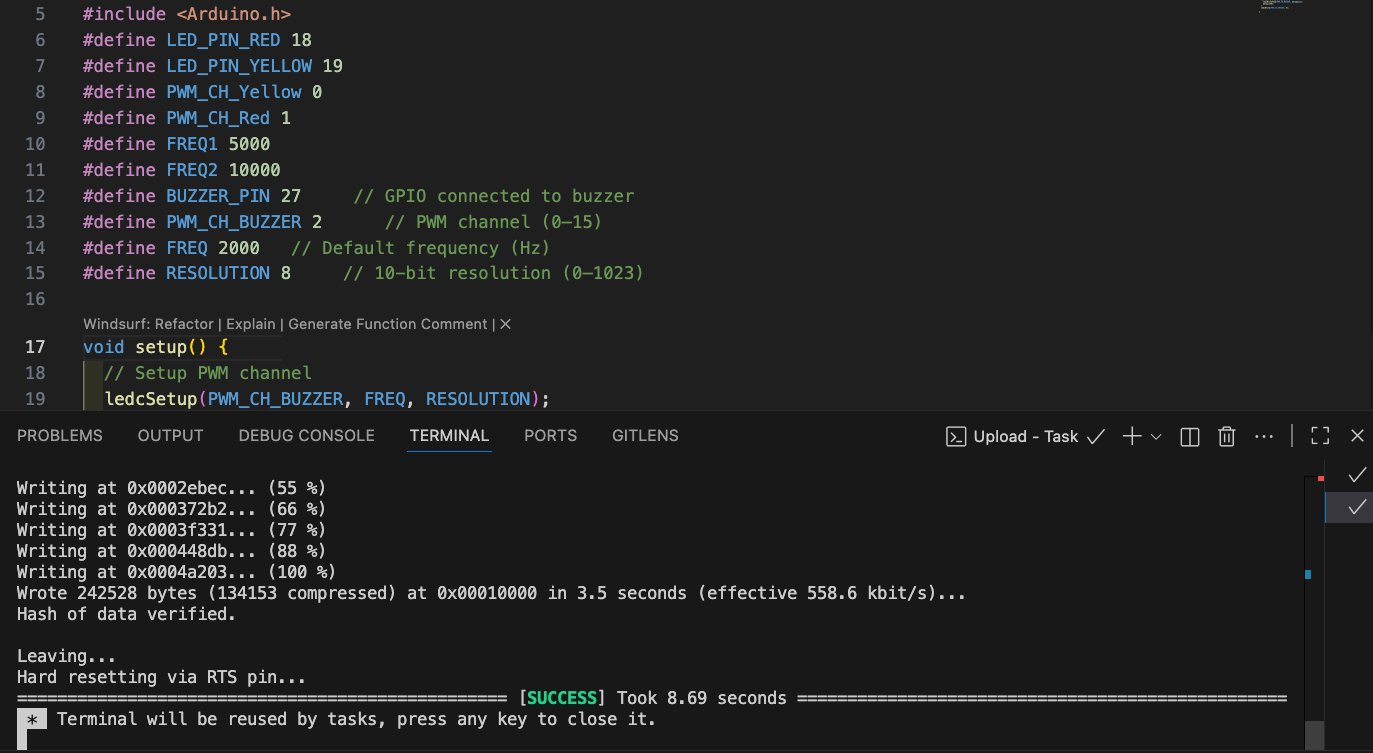 5 #include <Arduino.h>
6 #define LED_PIN_RED 18
7 #define LED_PIN_YELLOW 19
8 #define PWM_CH_Yellow 0
9 #define PWM_CH_Red 1
10 #define FREQ1 5000
11 #define FREQ2 10000
12 #define BUZZER_PIN 27     // GPIO connected to buzzer
13 #define PWM_CH_BUZZER 2      // PWM channel (0–15)
14 #define FREQ 2000   // Default frequency (Hz)
15 #define RESOLUTION 8     // 10-bit resolution (0–1023)
16
Windsurf: Refactor | Explain | Generate Function Comment | ×
17 void setup() {
18   // Setup PWM channel
19   ledcSetup(PWM_CH_BUZZER, FREQ, RESOLUTION);
PROBLEMS OUTPUT DEBUG CONSOLE TERMINAL PORTS GITLENS Upload - Task
Writing at 0x0002ebec... (55 %)
Writing at 0x000372b2... (66 %)
Writing at 0x0003f331... (77 %)
Writing at 0x000448db... (88 %)
Writing at 0x0004a203... (100 %)
Wrote 242528 bytes (134153 compressed) at 0x00010000 in 3.5 seconds (effective 558.6 kbit/s)...
Hash of data verified.
Leaving...
Hard resetting via RTS pin...
================================================= [SUCCESS] Took 8.69 seconds =================================================
* Terminal will be reused by tasks, press any key to close it.